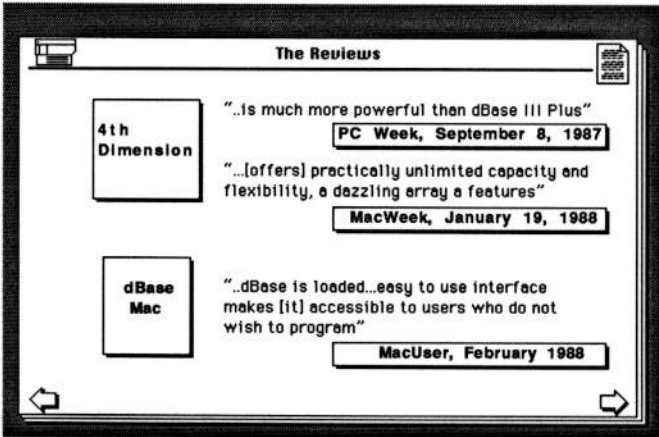 The Reviews
4th
Dimension
"..is much more powerful than dBase III Plus"
PC Week, September 8, 1987
"...[offers] practically unlimited capacity and
flexibility, a dazzling array a features"
MacWeek, January 19, 1988
dBase
Mac
"..dBase is loaded...easy to use interface
makes [it] accessible to users who do not
wish to program"
MacUser, February 1988